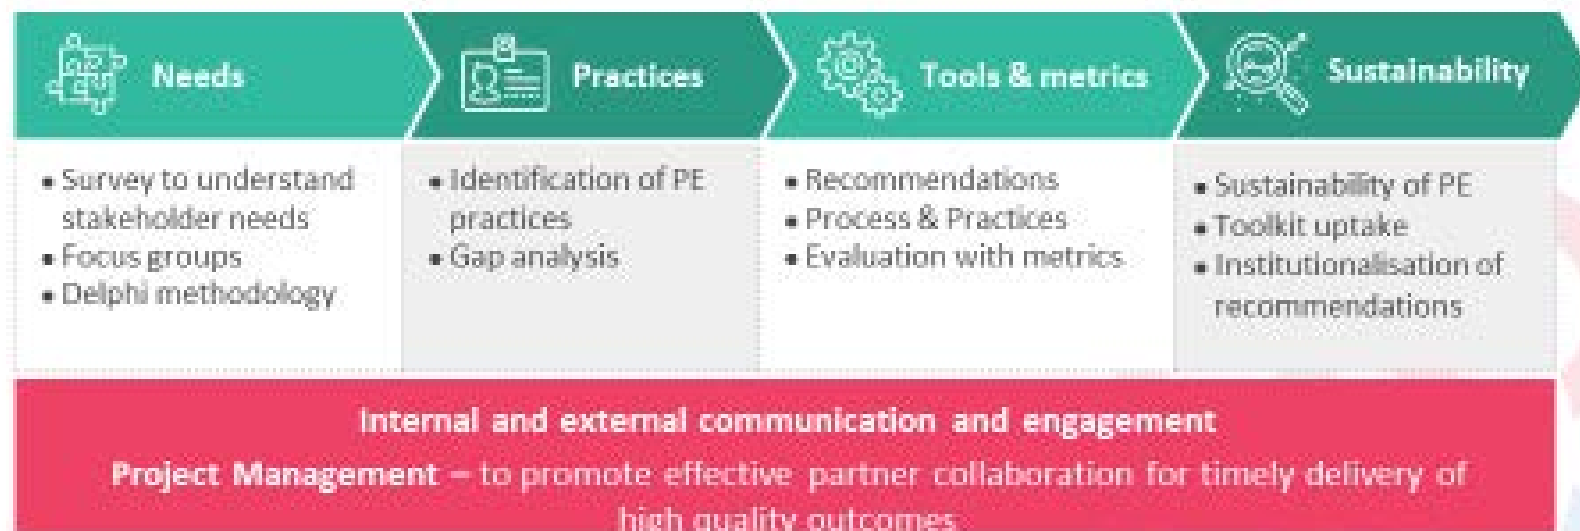 Needs
Practices
Tools & metrics
Sustainability
• Survey to understand
stakeholder needs
• Focus groups
• Delphi methodology
• Identification of PE
practices
• Gap analysis
• Recommendations
• Process & Practices
• Evaluation with metrics
• Sustainability of PE
• Toolkit uptake
• Institutionalisation of
recommendations
Internal and external communication and engagement
Project Management – to promote effective partner collaboration for timely delivery of
high quality outcomes